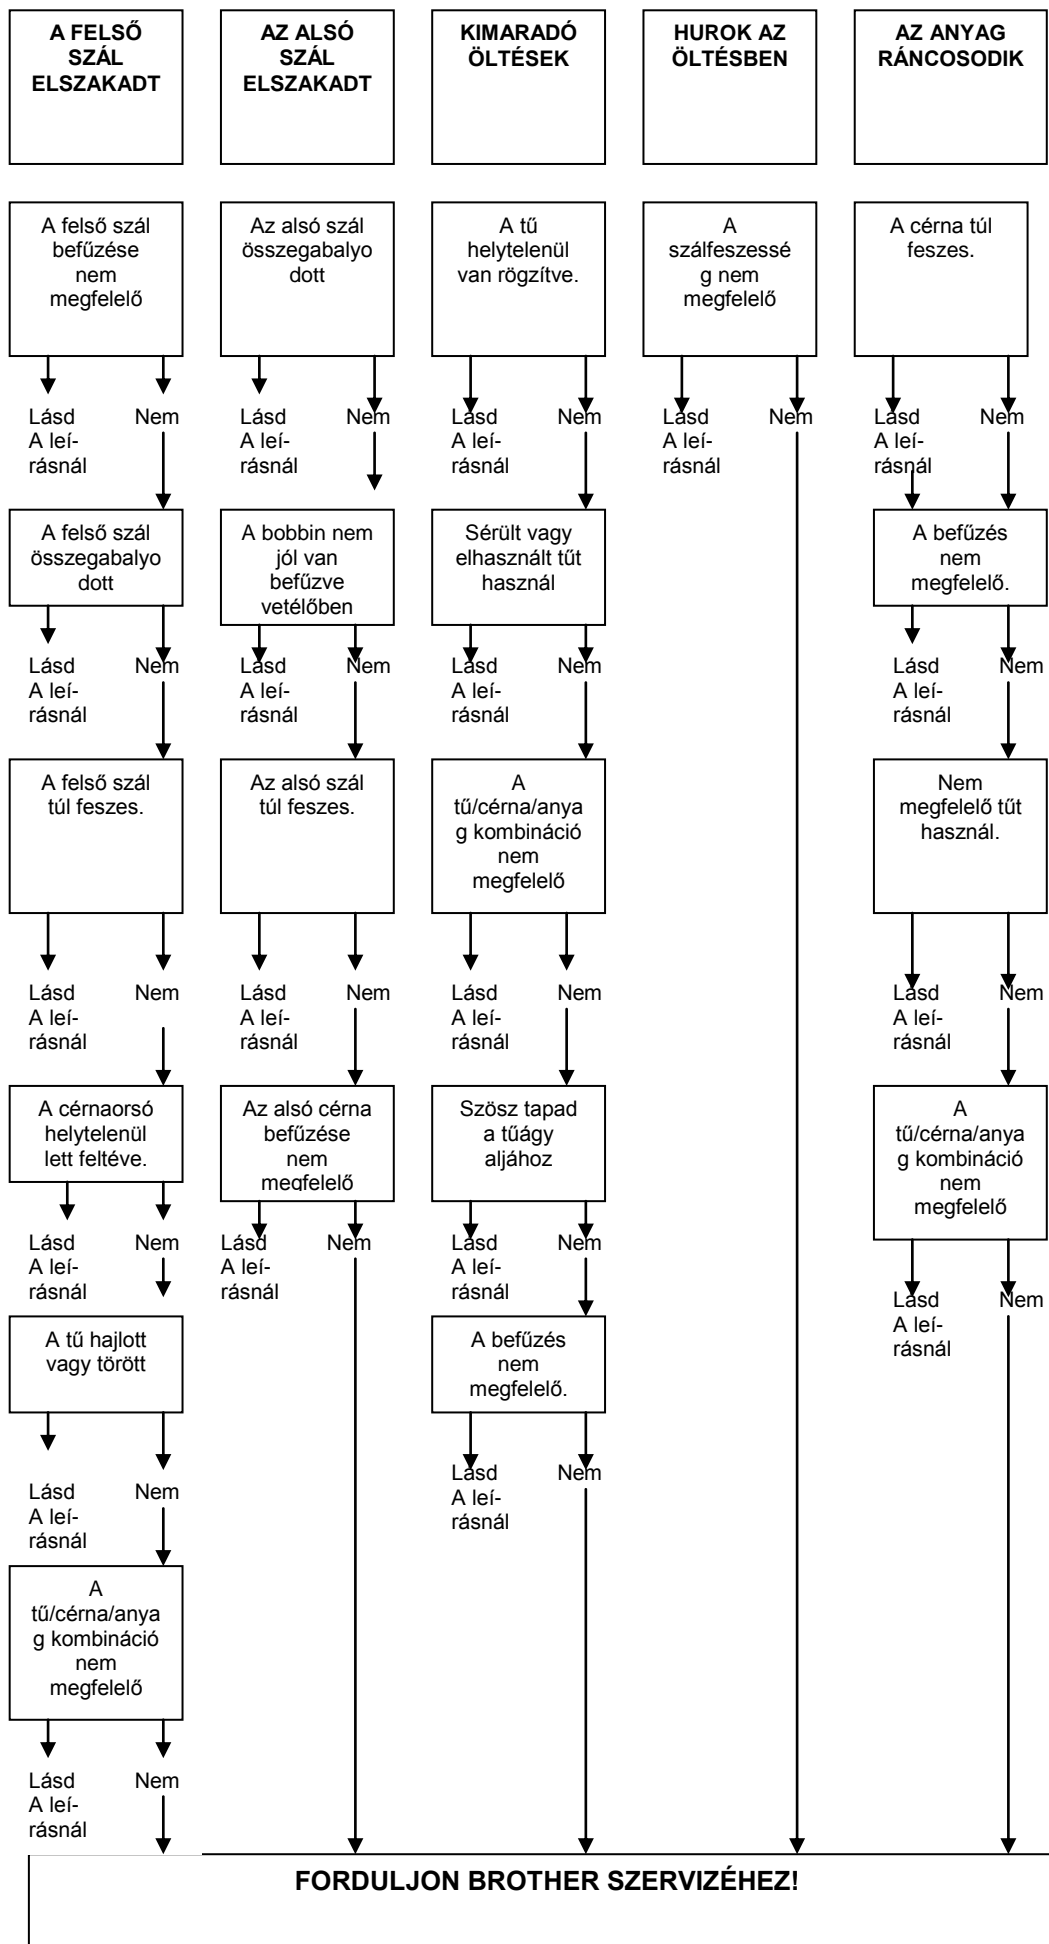 A FELSŐ
SZÁL
ELSZAKADT
AZ ALSÓ
SZÁL
ELSZAKADT
KIMARADÓ
ÖLTÉSEK
HUROK AZ
ÖLTÉSBEN
AZ ANYAG
RÁNCOSODIK
A felső szál
befűzése
nem
megfelelő
Az alsó szál
összegabalyo
dott
A tű
helytelenül
van rögzítve.
A
szálfeszessé
g nem
megfelelő
A cérna túl
feszes.
Lásd
A leí-
rásnál
Nem
Lásd
A leí-
rásnál
Nem
Lásd
A leí-
rásnál
Nem
Lásd
A leí-
rásnál
Nem
Lásd
A leí-
rásnál
Nem
A felső szál
összegabalyo
dott
A bobbin nem
jól van
befűzve
vetélőben
Sérült vagy
elhasznált tűt
használ
A befűzés
nem
megfelelő.
Lásd
A leí-
rásnál
Nem
Lásd
A leí-
rásnál
Nem
Lásd
A leí-
rásnál
Nem
Lásd
A leí-
rásnál
Nem
A felső szál
túl feszes.
Az alsó szál
túl feszes.
A
tű/cérna/anya
g kombináció
nem
megfelelő
Nem
megfelelő tűt
használ.
Lásd
A leí-
rásnál
Nem
Lásd
A leí-
rásnál
Nem
Lásd
A leí-
rásnál
Nem
Lásd
A leí-
rásnál
Nem
A cérnaorsó
helytelenül
lett feltéve.
Az alsó cérna
befűzése
nem
megfelelő
Szösz tapad
a tűágy
aljához
A
tű/cérna/anya
g kombináció
nem
megfelelő
Lásd
A leí-
rásnál
Nem
Lásd
A leí-
rásnál
Nem
Lásd
A leí-
rásnál
Nem
Lásd
A leí-
rásnál
Nem
A tű hajlott
vagy törött
A befűzés
nem
megfelelő.
Lásd
A leí-
rásnál
Nem
Lásd
A leí-
rásnál
Nem
A
tű/cérna/anya
g kombináció
nem
megfelelő
Lásd
A leí-
rásnál
Nem
FORDULJON BROTHER SZERVIZÉHEZ!